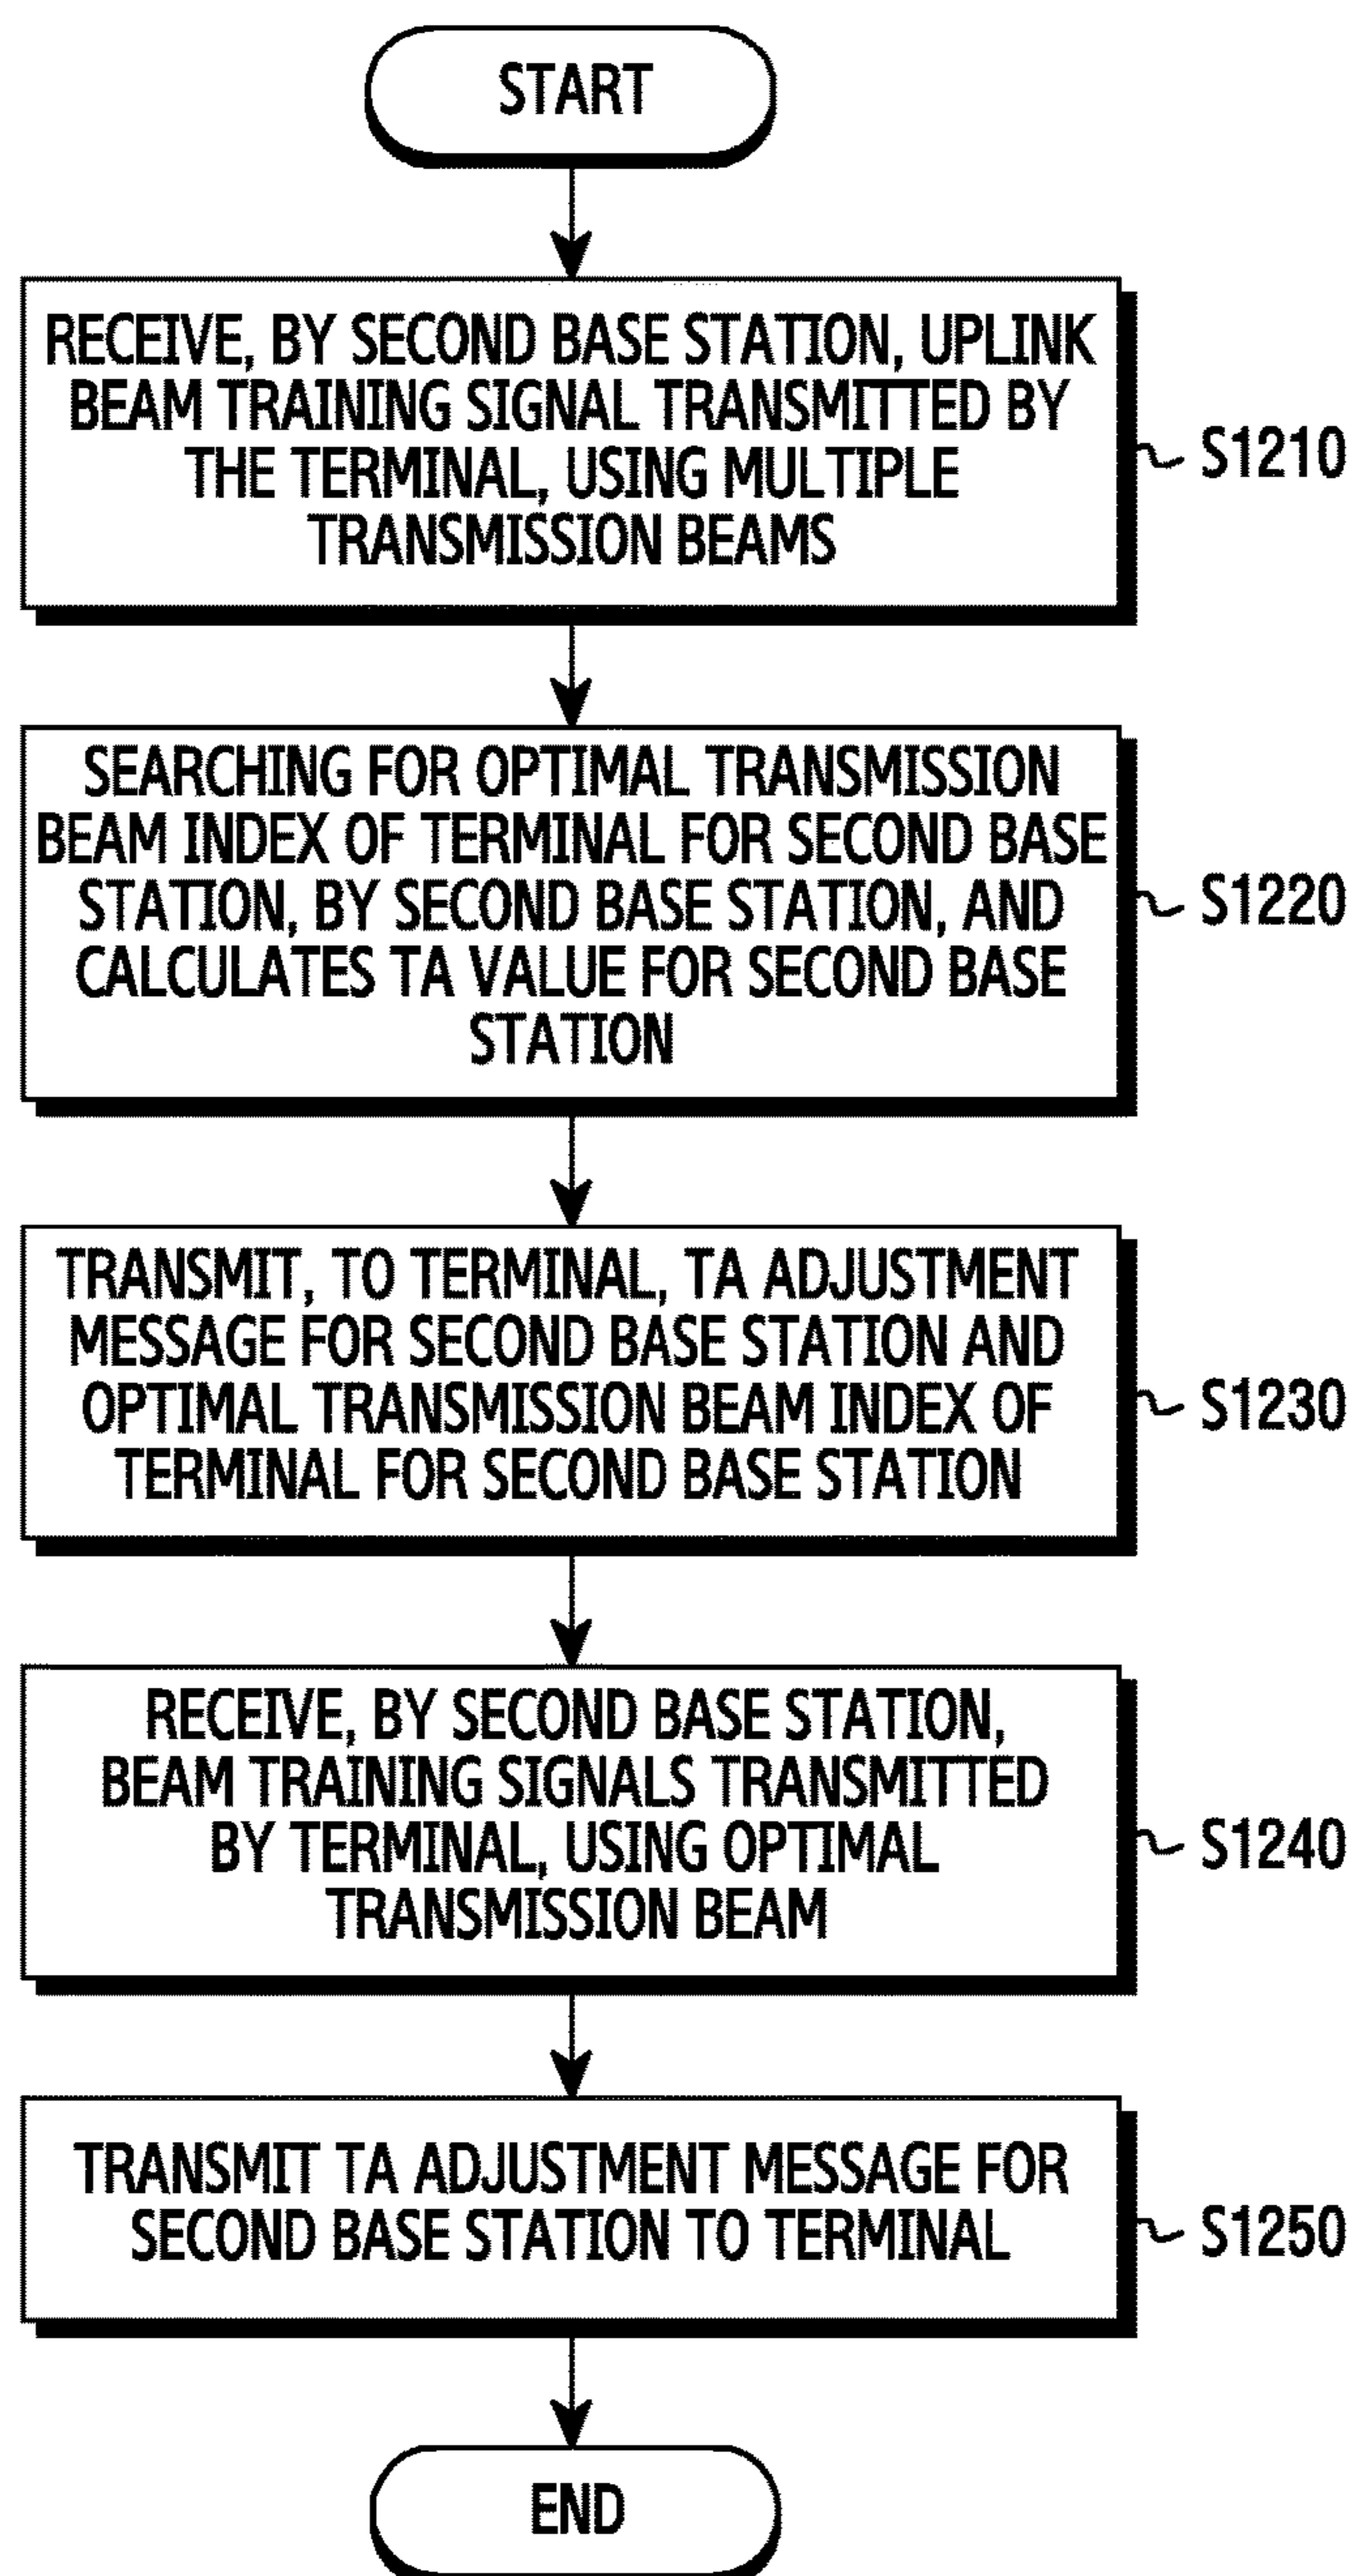 START
RECEIVE, BY SECOND BASE STATION, UPLINK
BEAM TRAINING SIGNAL TRANSMITTED BY
THE TERMINAL, USING MULTIPLE
TRANSMISSION BEAMS
S1210
SEARCHING FOR OPTIMAL TRANSMISSION
BEAM INDEX OF TERMINAL FOR SECOND BASE
STATION, BY SECOND BASE STATION, AND
CALCULATES TA VALUE FOR SECOND BASE
STATION
S1220
TRANSMIT, TO TERMINAL, TA ADJUSTMENT
MESSAGE FOR SECOND BASE STATION AND
OPTIMAL TRANSMISSION BEAM INDEX OF
TERMINAL FOR SECOND BASE STATION
S1230
RECEIVE, BY SECOND BASE STATION,
BEAM TRAINING SIGNALS TRANSMITTED
BY TERMINAL, USING OPTIMAL
TRANSMISSION BEAM
S1240
TRANSMIT TA ADJUSTMENT MESSAGE FOR
SECOND BASE STATION TO TERMINAL
S1250
END